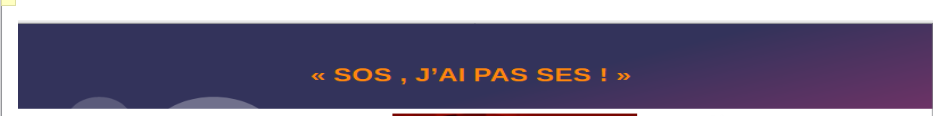 « SOS , J’AI PAS SES ! »